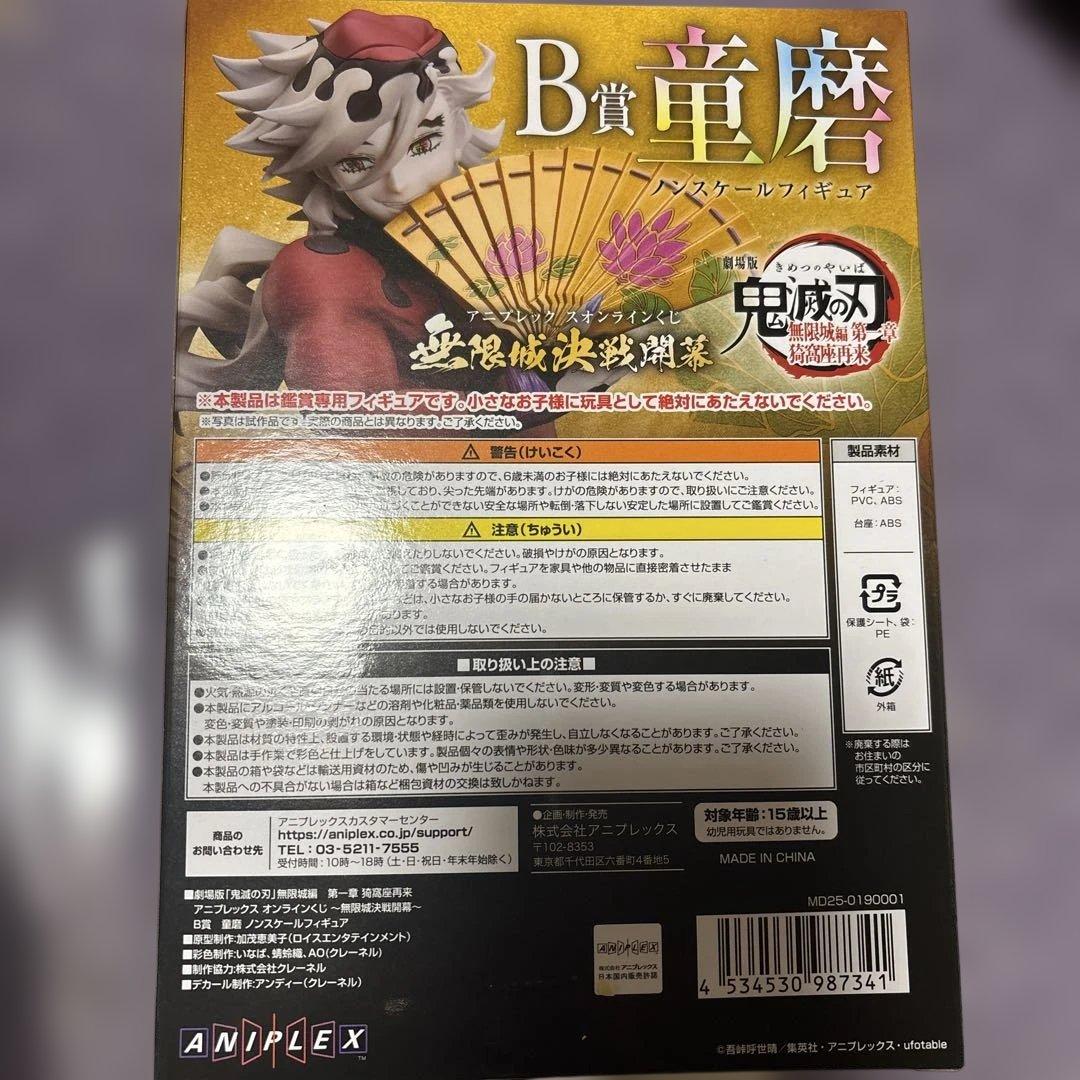 B賞 童磨
ノンスケールフィギュア
劇場版
きめつのやいば
鬼滅の刃
無限城編 第一章
猗窩座再来
アニプレックスオンラインくじ
無限城決戦開幕
※本製品は鑑賞専用フィギュアです。小さなお子様に玩具として絶対にあたえないでください。
※写真は試作品です。実際の商品とは異なります。ご了承ください。
⚠ 警告(けいこく)
の危険がありますので、6歳未満のお子様には絶対にあたえないでください。
しており、尖った先端があります。けがの危険がありますので、取り扱いにご注意ください。
くことができない安全な場所や転倒・落下しない安定した場所に設置してご鑑賞ください。
⚠ 注意(ちゅうい)
えたりしないでください。破損やけがの原因となります。
てご鑑賞ください。フィギュアを家具や他の物品に直接密着させたまま
着する場合があります。
は、小さなお子様の手の届かないところに保管するか、すぐに廃棄してください。
ります。
以外では使用しないでください。
■取り扱い上の注意■
●火気・の当たる場所には設置・保管しないでください。変形・変質や変色する場合があります。
●本製品にアルコールやシンナーなどの溶剤や化粧品・薬品類を使用しないでください。
変色・変質や塗装・印刷の剥がれの原因となります。
●本製品は材質の特性上、設置する環境・状態や経時によって歪みが発生し、自立しなくなることがあります。ご了承ください。
●本製品は手作業で彩色と仕上げをしています。製品個々の表情や形状・色味が多少異なることがあります。ご了承ください。
●本製品の箱や袋などは輸送用資材のため、傷や凹みが生じることがあります。
本製品への不具合がない場合は箱など梱包資材の交換は致しかねます。
製品素材
フィギュア:
PVC、ABS
台座:ABS
プラ
保護シート、袋:
PE
紙
外箱
※廃棄する際は
お住まいの
市区町村の区分に
従ってください。
商品の
お問い合わせ先
アニプレックスカスタマーセンター
https://aniplex.co.jp/support/
TEL:03-5211-7555
受付時間:10時〜18時(土・日・祝日・年末年始除く)
●企画・制作・発売
株式会社アニプレックス
〒102-8353
東京都千代田区六番町4番地5
対象年齢:15歳以上
幼児用玩具ではありません。
MADE IN CHINA
■劇場版「鬼滅の刃」無限城編 第一章 猗窩座再来
アニプレックス オンラインくじ 〜無限城決戦開幕〜
B賞 童磨 ノンスケールフィギュア
■原型制作:加茂恵美子(ロイスエンタテインメント)
■彩色制作:いなば、蜻蛉織、AO(クレーネル)
■制作協力:株式会社クレーネル
■デカール制作:アンディー(クレーネル)
MD25-0190001
ANIPLEX
株式会社 アニプレックス
日本国内販売許諾
4 534530 987341
ANIPLEX
TM
©吾峠呼世晴/集英社・アニプレックス・ufotable